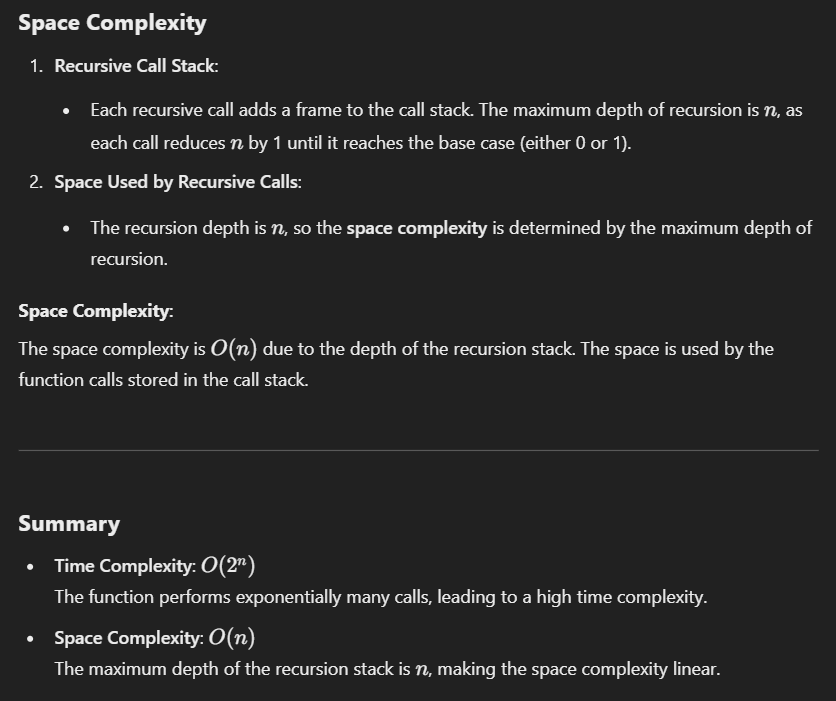 Space Complexity
1. Recursive Call Stack:
• Each recursive call adds a frame to the call stack. The maximum depth of recursion is n, as
each call reduces n by 1 until it reaches the base case (either 0 or 1).
2. Space Used by Recursive Calls:
• The recursion depth is n, so the space complexity is determined by the maximum depth of
recursion.
Space Complexity:
The space complexity is O(n) due to the depth of the recursion stack. The space is used by the
function calls stored in the call stack.
Summary
• Time Complexity: O(2ⁿ)
The function performs exponentially many calls, leading to a high time complexity.
• Space Complexity: O(n)
The maximum depth of the recursion stack is n, making the space complexity linear.